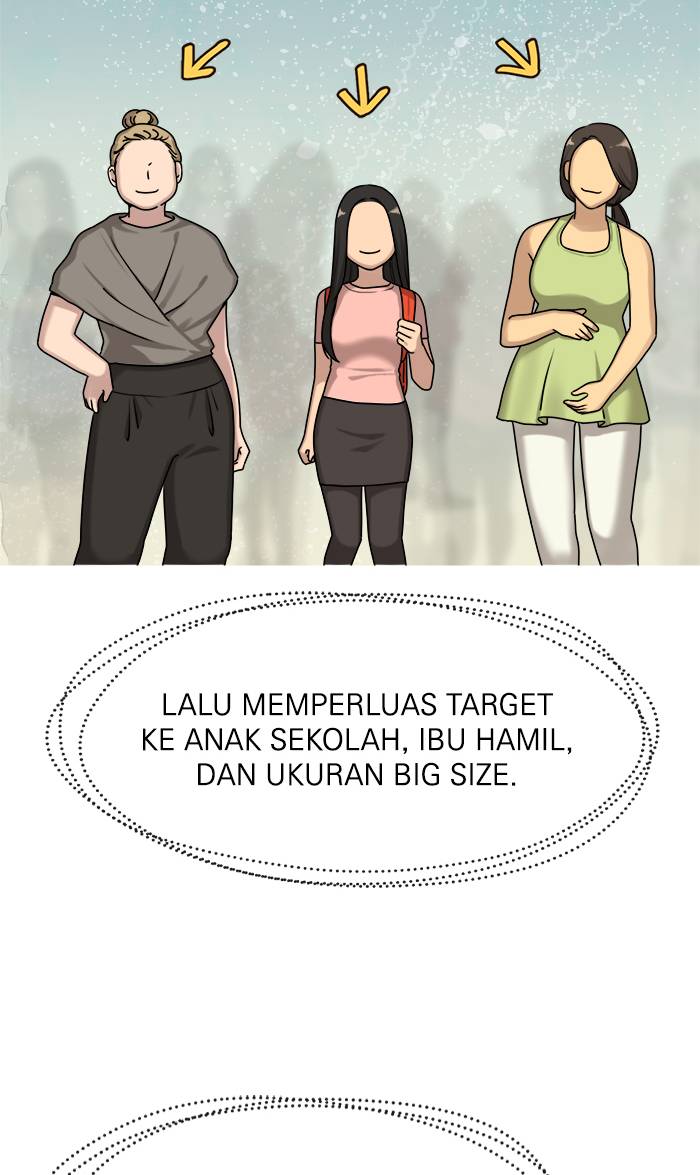 LALU MEMPERLUAS TARGET
KE ANAK SEKOLAH, IBU HAMIL,
DAN UKURAN BIG SIZE.